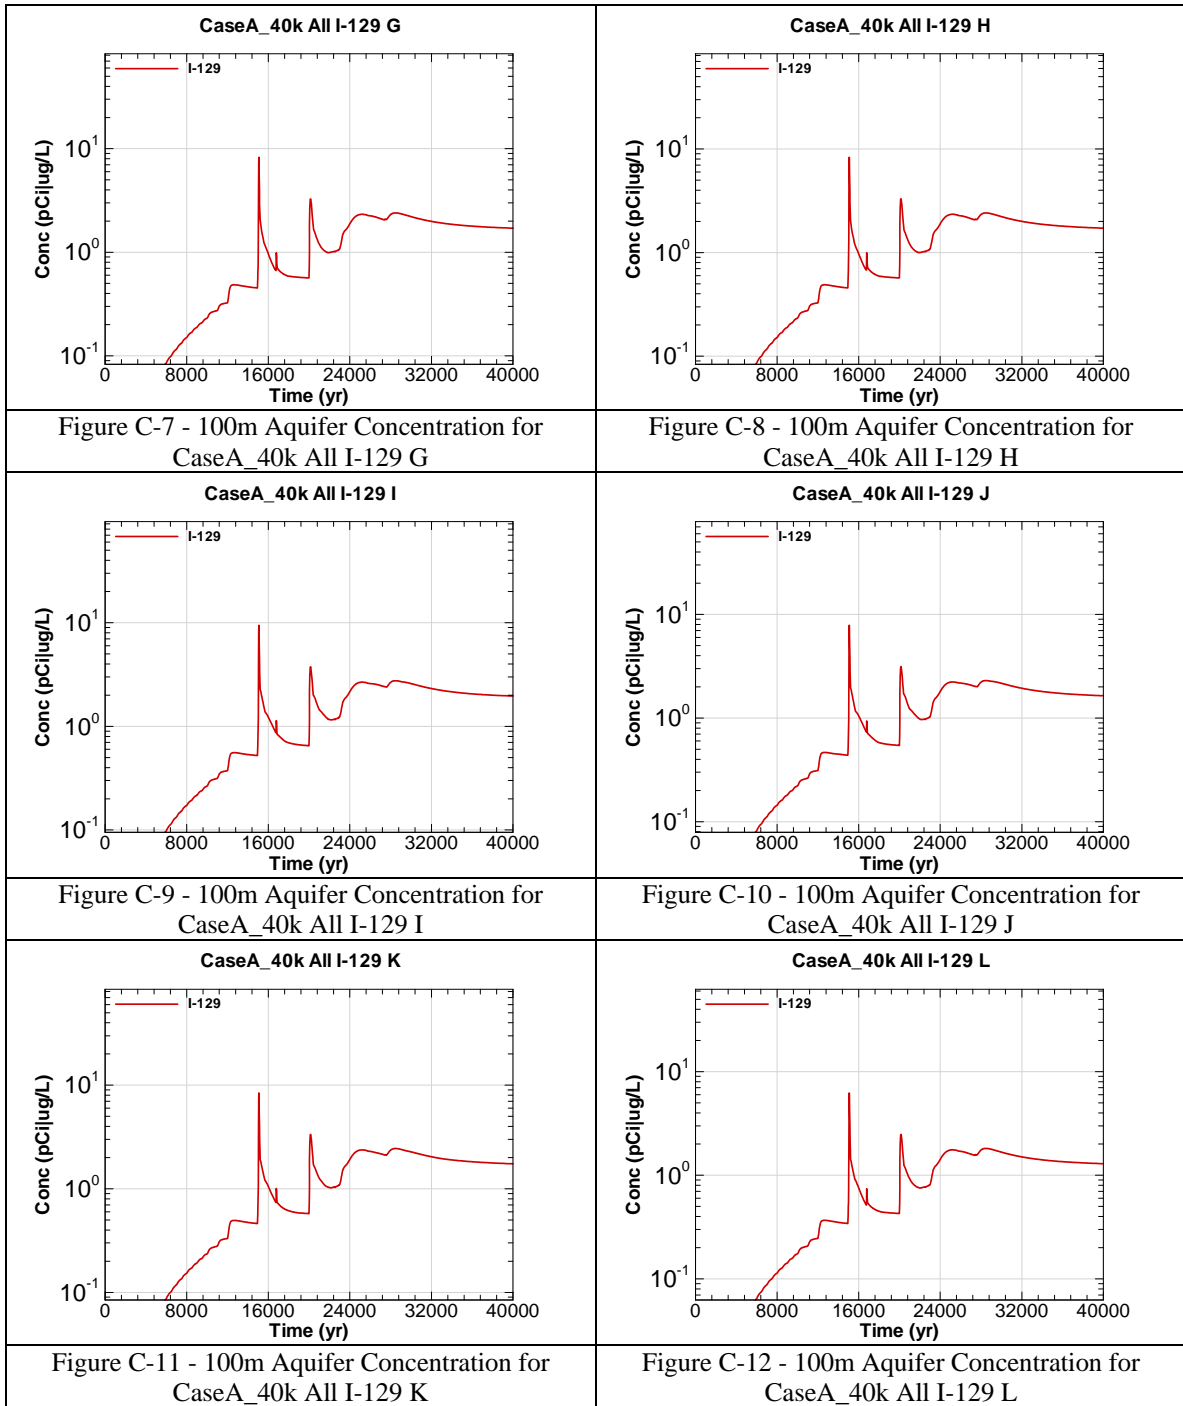 CaseA_40k All I-129 G
I-129
Conc (pCi|ug/L)
10^1
10^0
10^-1
0 8000 16000 24000 32000 40000
Time (yr)
Figure C-7 - 100m Aquifer Concentration for
CaseA_40k All I-129 G
CaseA_40k All I-129 H
I-129
Conc (pCi|ug/L)
10^1
10^0
10^-1
0 8000 16000 24000 32000 40000
Time (yr)
Figure C-8 - 100m Aquifer Concentration for
CaseA_40k All I-129 H
CaseA_40k All I-129 I
I-129
Conc (pCi|ug/L)
10^1
10^0
10^-1
0 8000 16000 24000 32000 40000
Time (yr)
Figure C-9 - 100m Aquifer Concentration for
CaseA_40k All I-129 I
CaseA_40k All I-129 J
I-129
Conc (pCi|ug/L)
10^1
10^0
10^-1
0 8000 16000 24000 32000 40000
Time (yr)
Figure C-10 - 100m Aquifer Concentration for
CaseA_40k All I-129 J
CaseA_40k All I-129 K
I-129
Conc (pCi|ug/L)
10^1
10^0
10^-1
0 8000 16000 24000 32000 40000
Time (yr)
Figure C-11 - 100m Aquifer Concentration for
CaseA_40k All I-129 K
CaseA_40k All I-129 L
I-129
Conc (pCi|ug/L)
10^1
10^0
10^-1
0 8000 16000 24000 32000 40000
Time (yr)
Figure C-12 - 100m Aquifer Concentration for
CaseA_40k All I-129 L